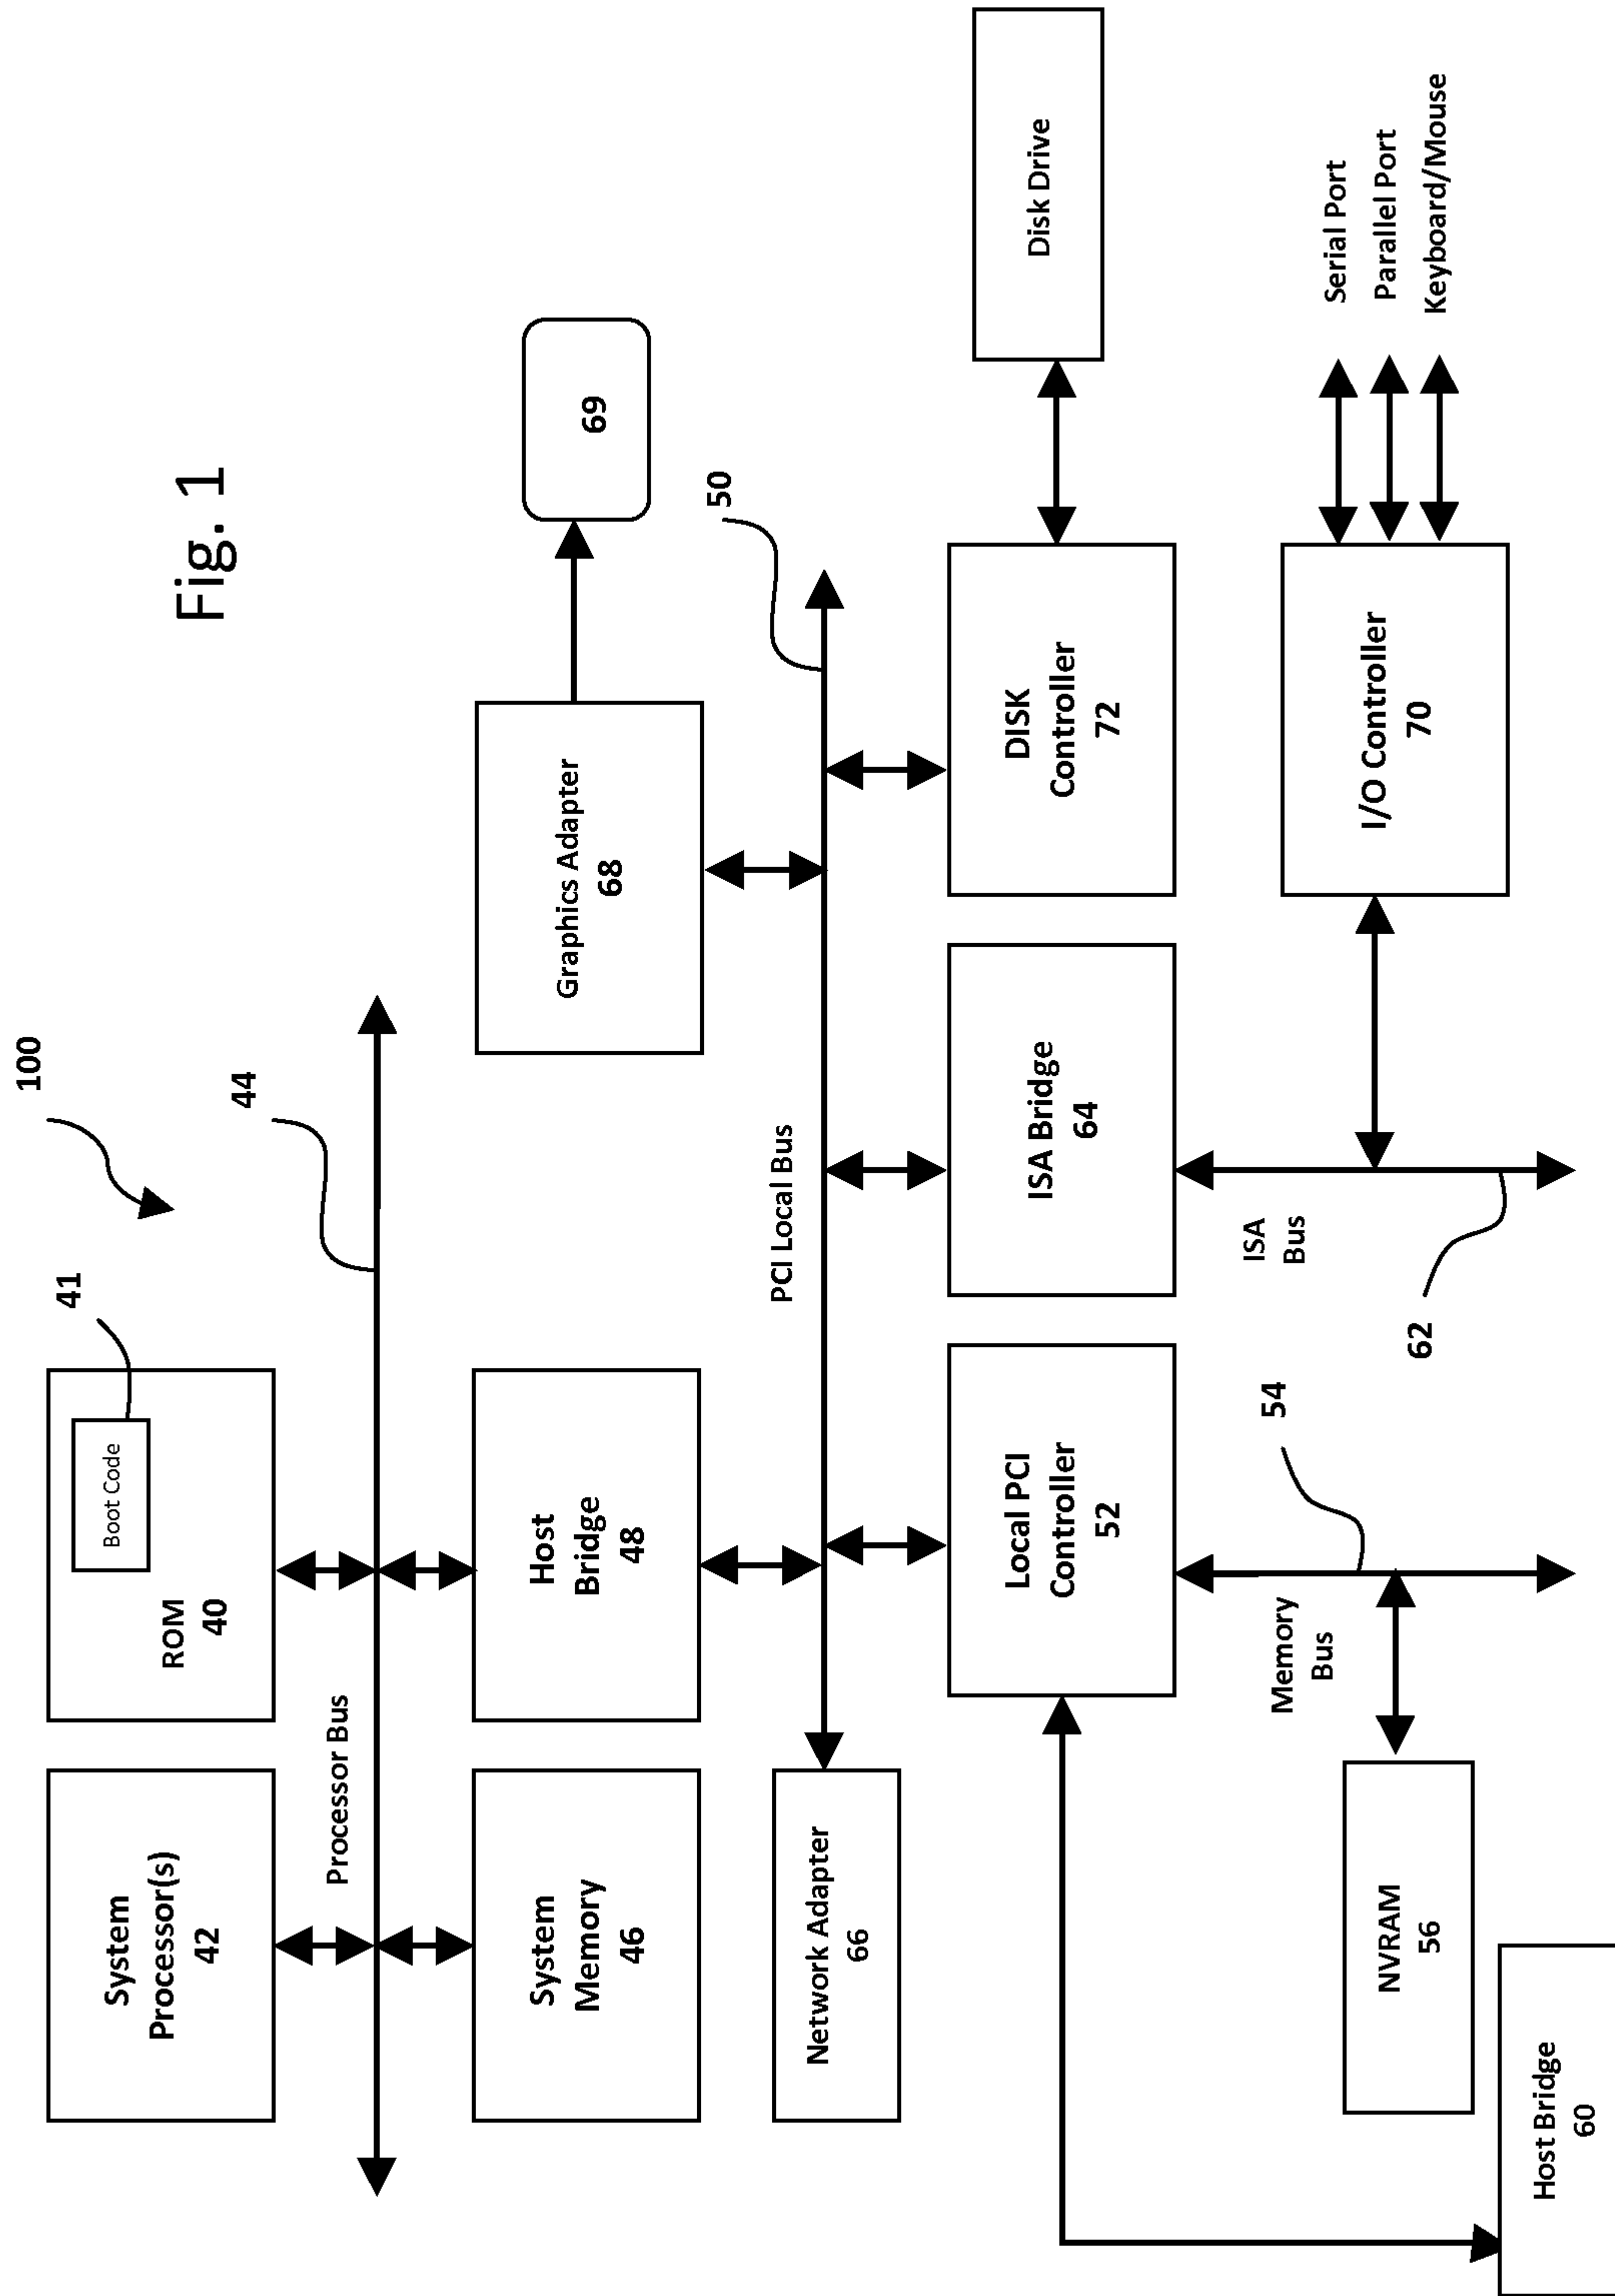 Fig. 1
100
41
44
System
Processor(s)
42
ROM
40
Boot Code
Processor Bus
System
Memory
46
Host
Bridge
48
Graphics Adapter
68
69
50
PCI Local Bus
Network Adapter
66
Local PCI
Controller
52
ISA Bridge
64
DISK
Controller
72
Disk Drive
Memory
Bus
54
ISA
Bus
62
I/O Controller
70
Serial Port
Parallel Port
Keyboard/Mouse
NVRAM
56
Host Bridge
60